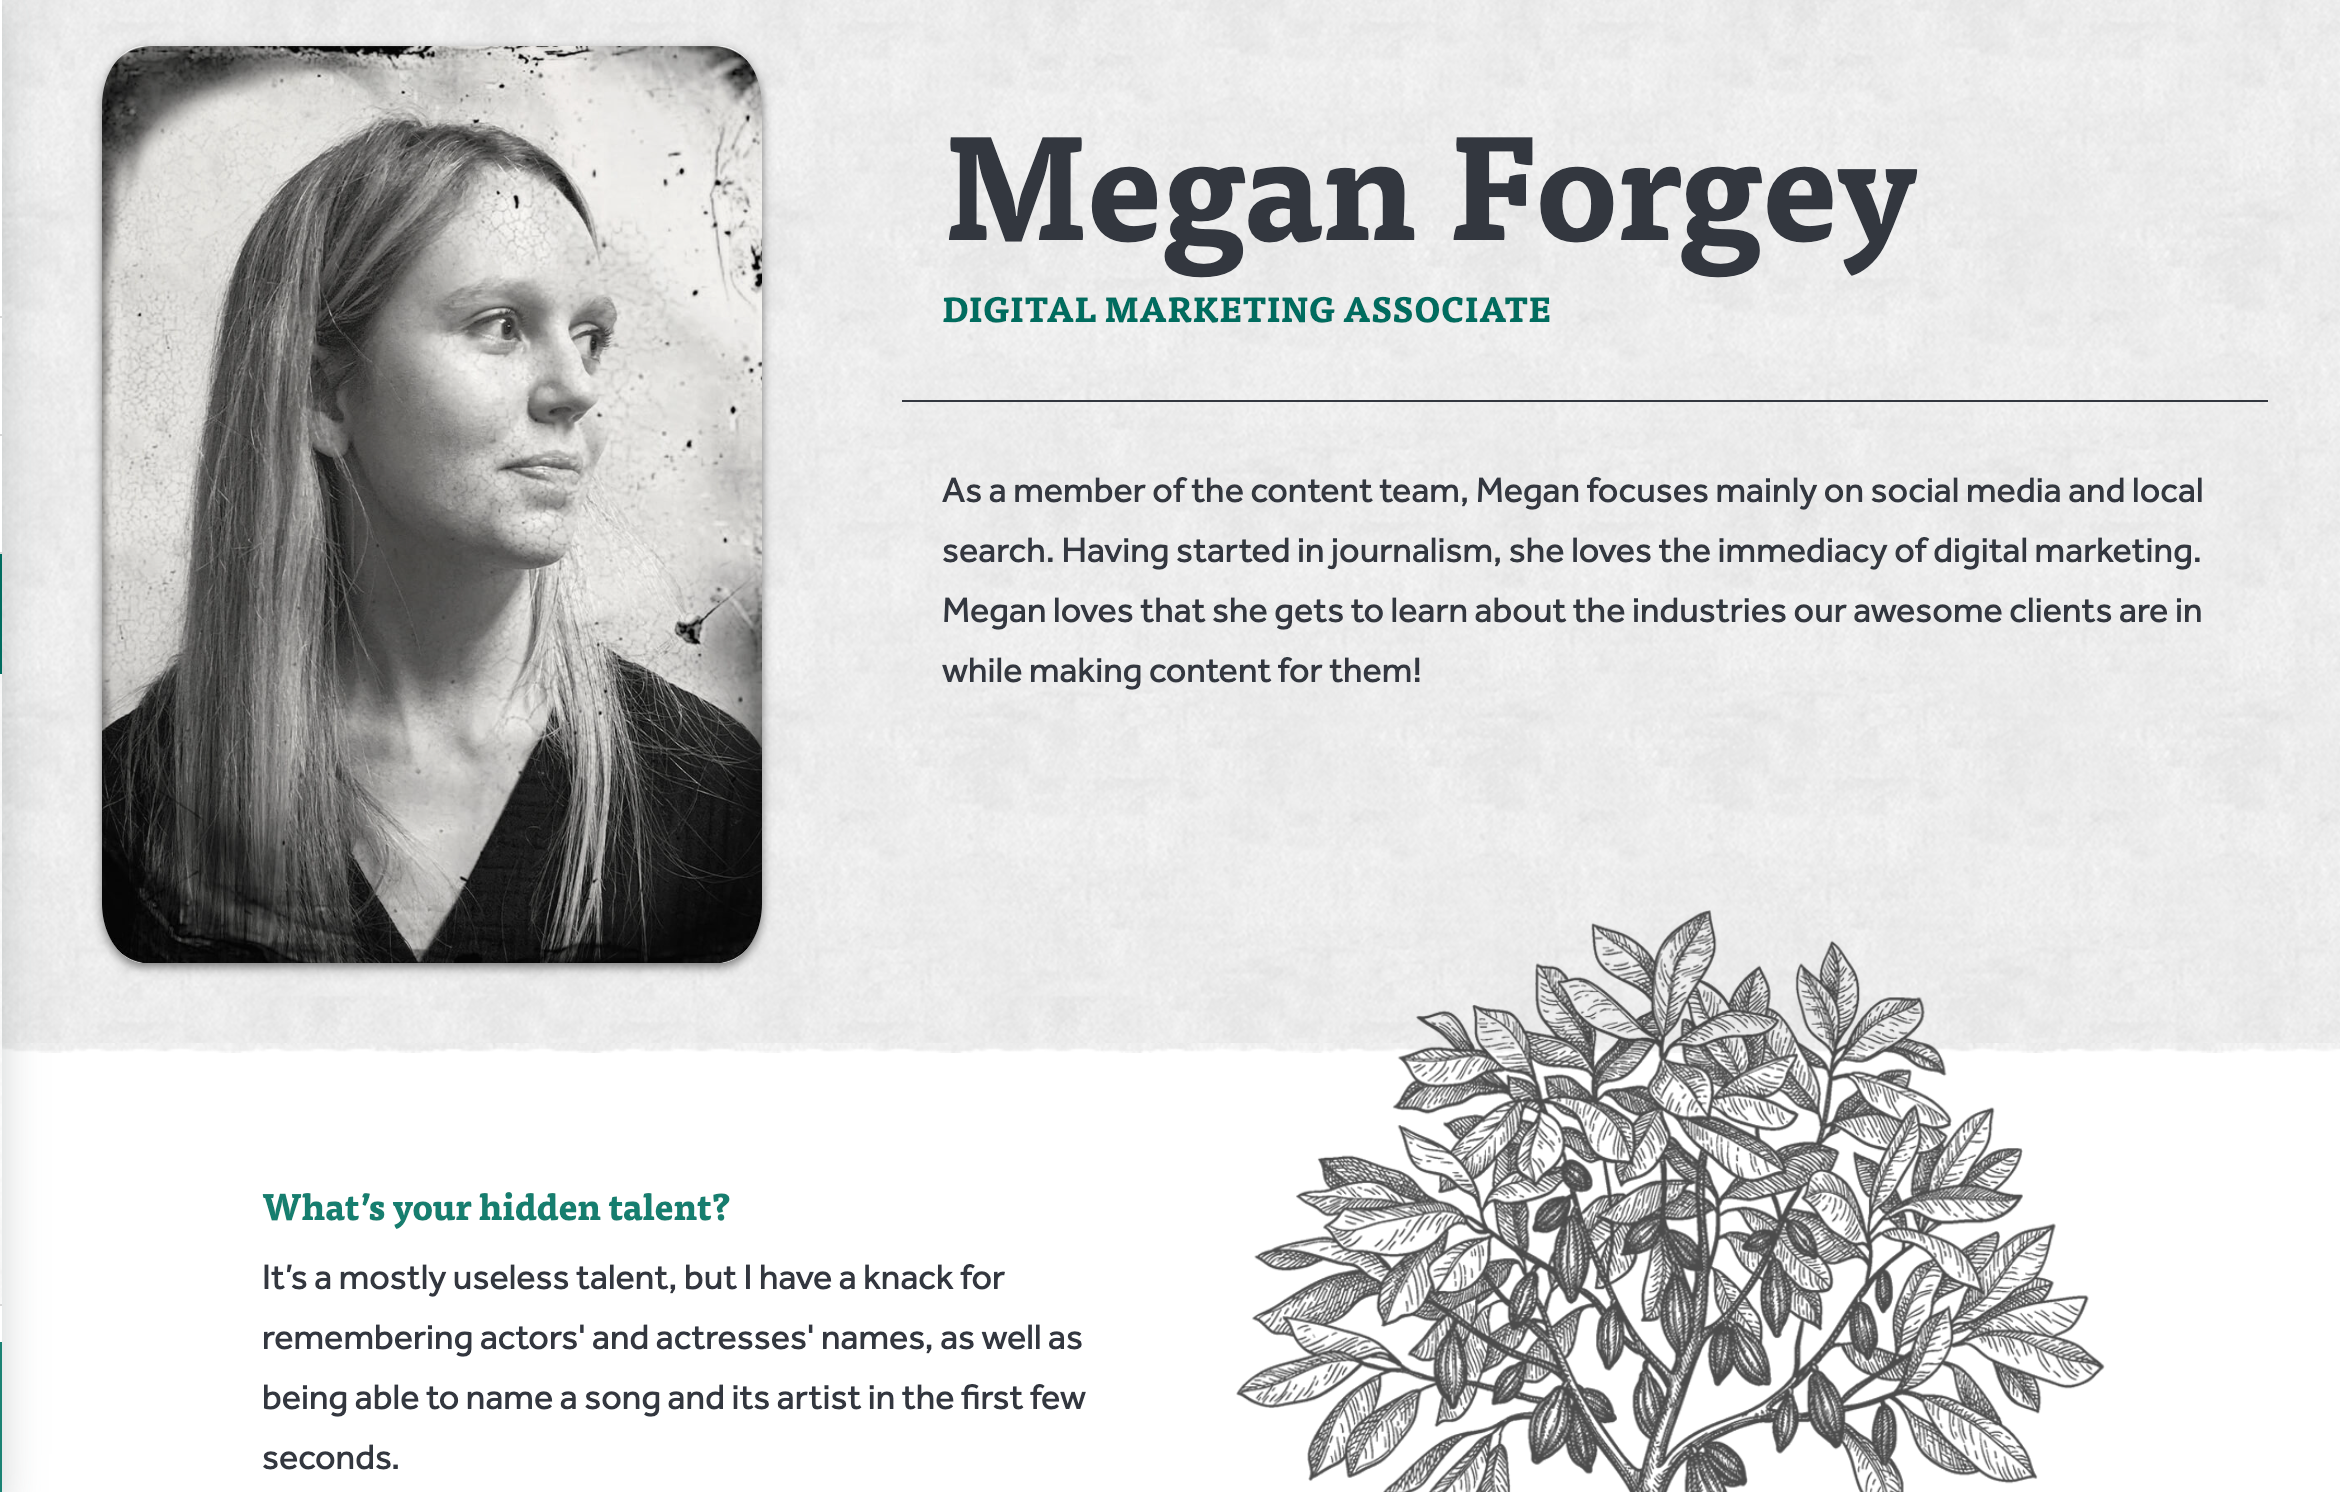 Megan Forgey
DIGITAL MARKETING ASSOCIATE
As a member of the content team, Megan focuses mainly on social media and local
search. Having started in journalism, she loves the immediacy of digital marketing.
Megan loves that she gets to learn about the industries our awesome clients are in
while making content for them!
What’s your hidden talent?
It’s a mostly useless talent, but I have a knack for
remembering actors' and actresses' names, as well as
being able to name a song and its artist in the first few
seconds.